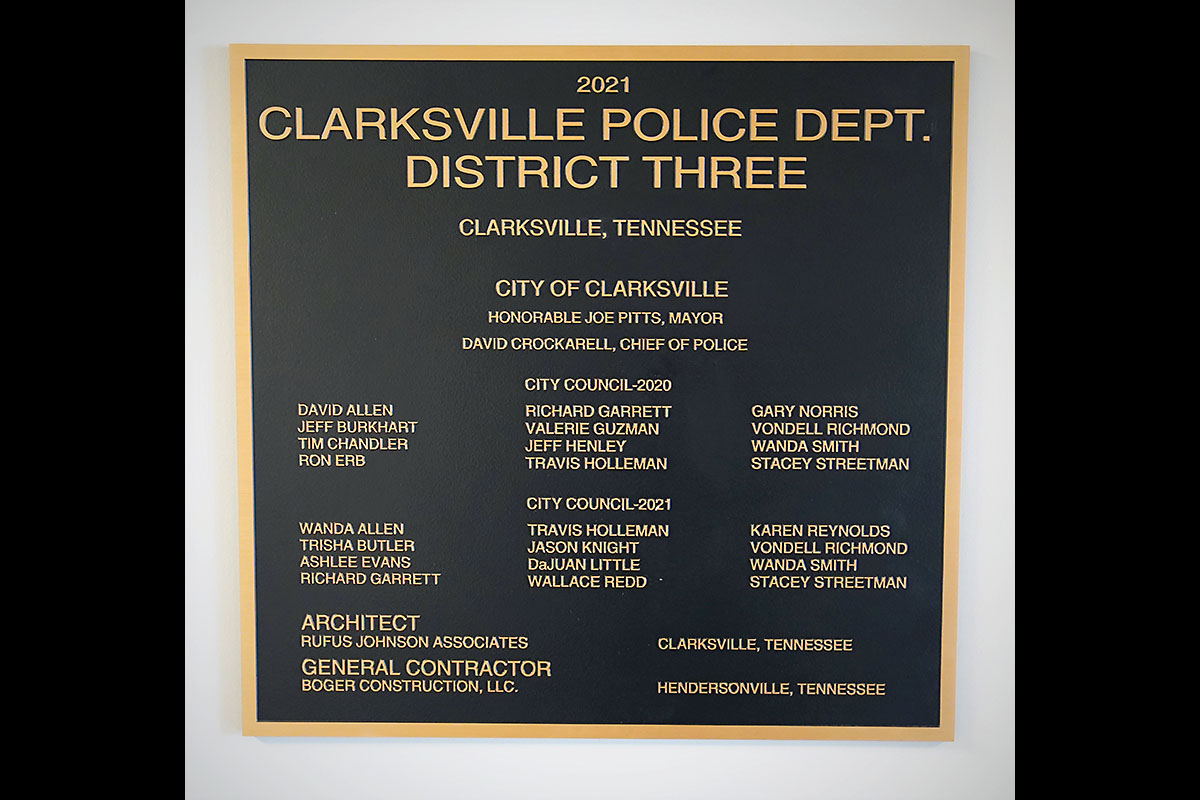 2021
CLARKSVILLE POLICE DEPT.
DISTRICT THREE
CLARKSVILLE, TENNESSEE
CITY OF CLARKSVILLE
HONORABLE JOE PITTS, MAYOR
DAVID CROCKARELL, CHIEF OF POLICE
CITY COUNCIL-2020
DAVID ALLEN RICHARD GARRETT GARY NORRIS
JEFF BURKHART VALERIE GUZMAN VONDELL RICHMOND
TIM CHANDLER JEFF HENLEY WANDA SMITH
RON ERB TRAVIS HOLLEMAN STACEY STREETMAN
CITY COUNCIL-2021
WANDA ALLEN TRAVIS HOLLEMAN KAREN REYNOLDS
TRISHA BUTLER JASON KNIGHT VONDELL RICHMOND
ASHLEE EVANS DaJUAN LITTLE WANDA SMITH
RICHARD GARRETT WALLACE REDD STACEY STREETMAN
ARCHITECT
RUFUS JOHNSON ASSOCIATES CLARKSVILLE, TENNESSEE
GENERAL CONTRACTOR
BOGER CONSTRUCTION, LLC. HENDERSONVILLE, TENNESSEE